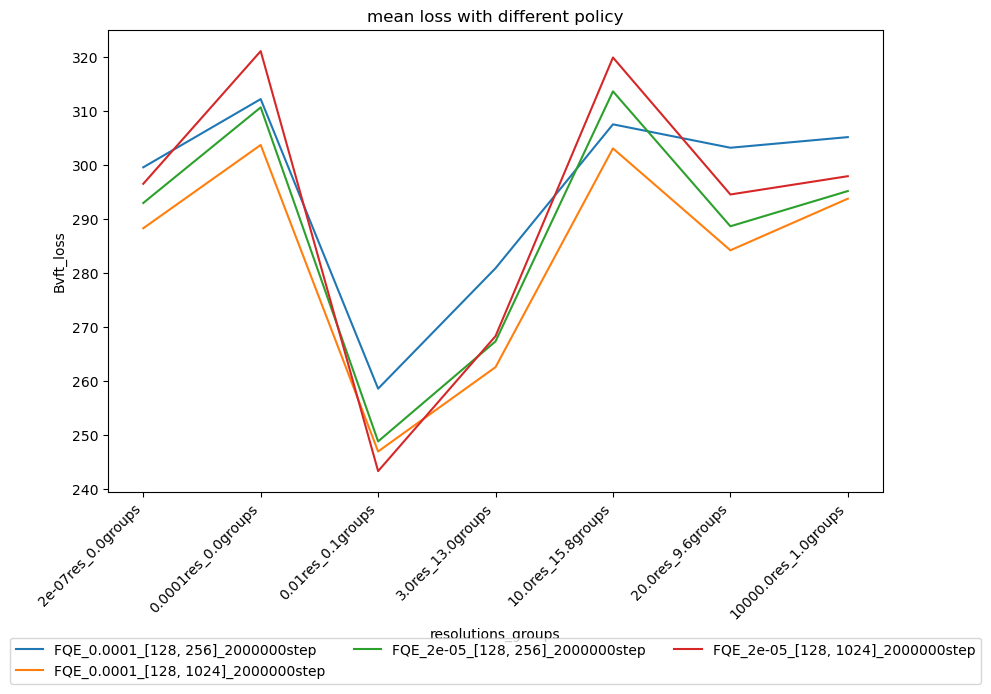 mean loss with different policy
320
310
300
290
280
270
260
250
240
Bvft_loss
2e-07res_0.0groups
0.0001res_0.0groups
0.01res_0.1groups
3.0res_13.0groups
10.0res_15.8groups
20.0res_9.6groups
10000.0res_1.0groups
resolutions_groups
FQE_0.0001_[128, 256]_2000000step
FQE_0.0001_[128, 1024]_2000000step
FQE_2e-05_[128, 256]_2000000step
FQE_2e-05_[128, 1024]_2000000step